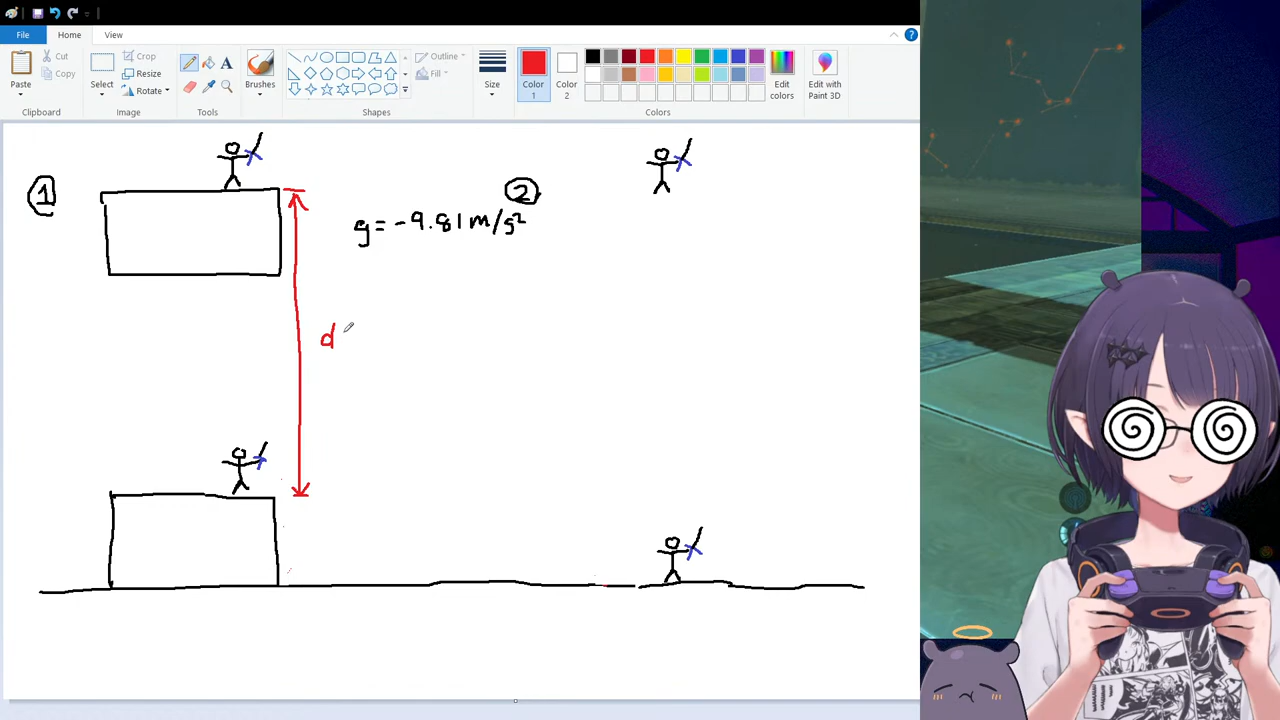 File
Home
View
Paste
Cut
Copy
Clipboard
Select
Crop
Resize
Rotate
Image
Tools
Brushes
Shapes
Outline
Fill
Size
Color 1
Color 2
Edit colors
Edit with Paint 3D
Colors
1
g = -9.81 m/s²
2
d